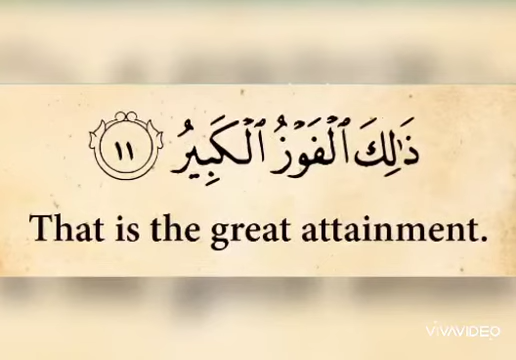 ذَٰلِكَ ٱلْفَوْزُ ٱلْكَبِيرُ ١١
That is the great attainment.
VIVAVIDEO